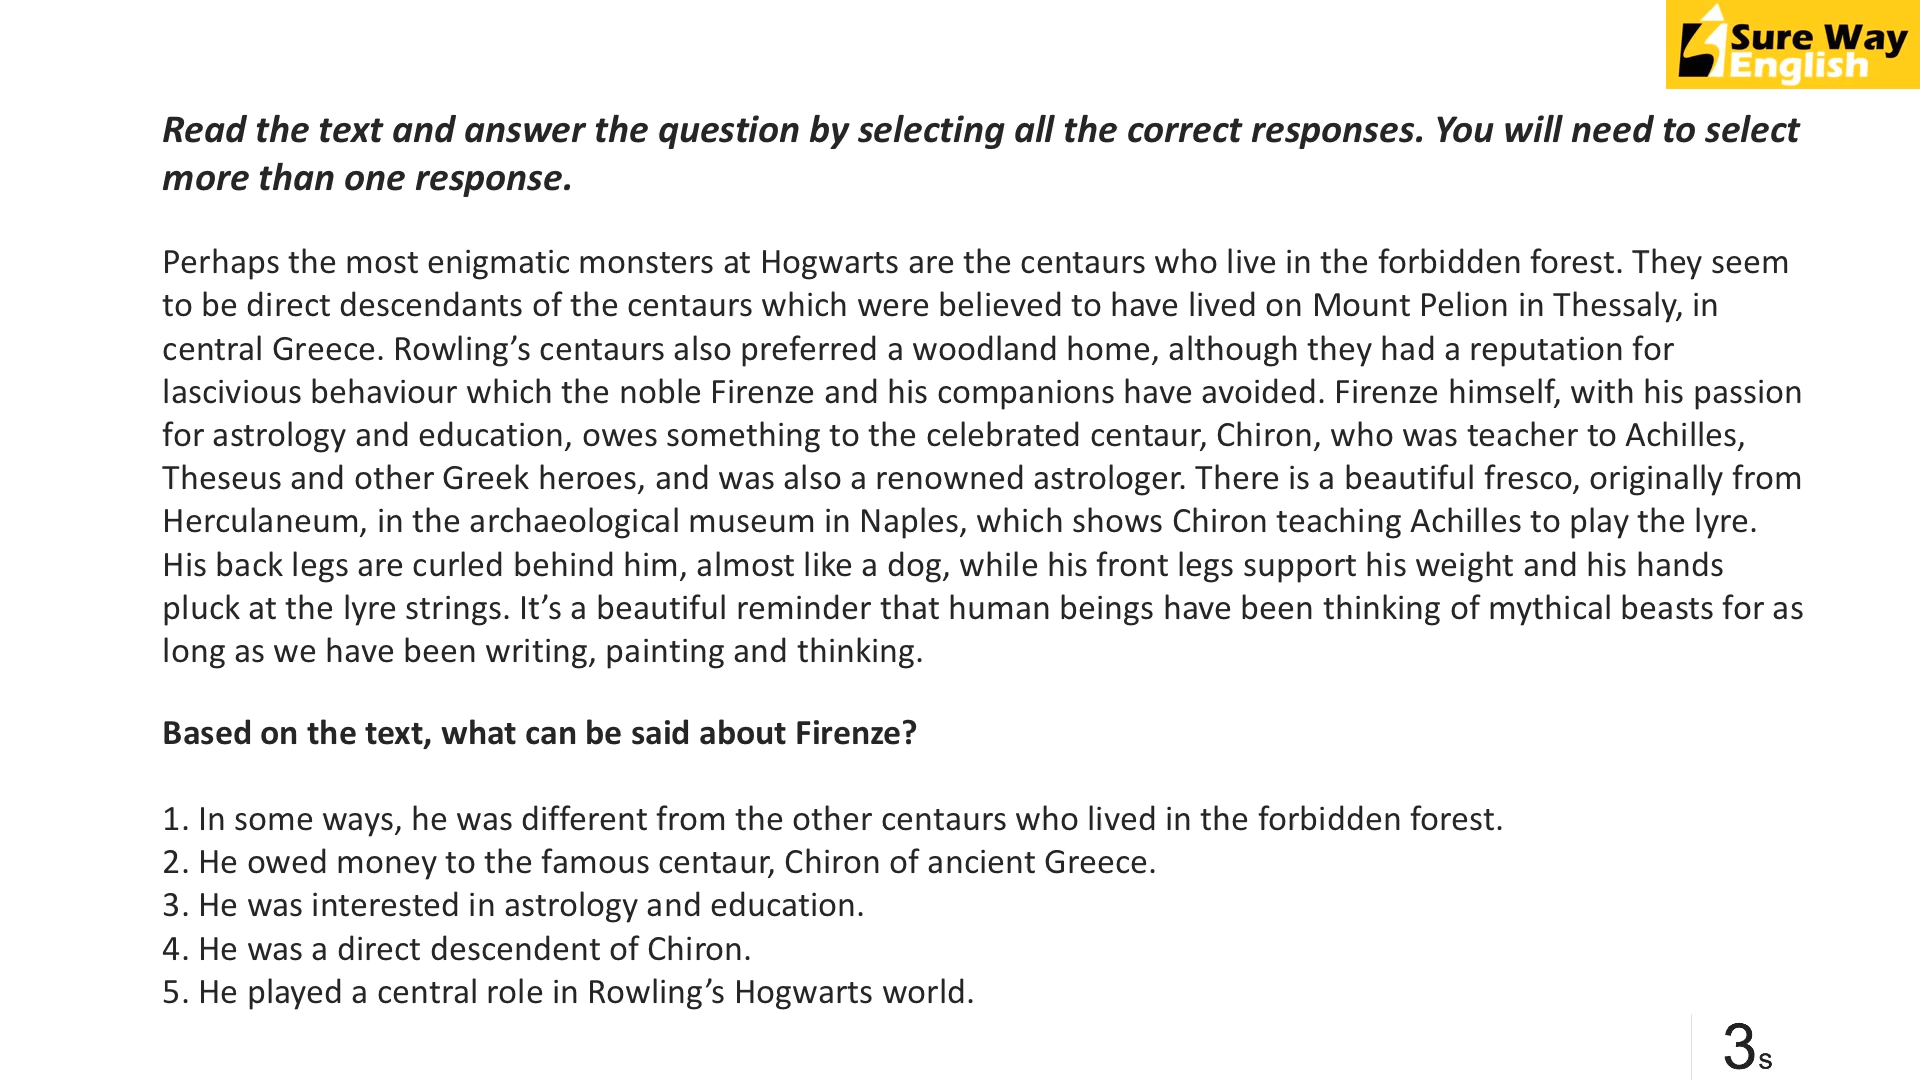 Sure Way
English
Read the text and answer the question by selecting all the correct responses. You will need to select
more than one response.
Perhaps the most enigmatic monsters at Hogwarts are the centaurs who live in the forbidden forest. They seem
to be direct descendants of the centaurs which were believed to have lived on Mount Pelion in Thessaly, in
central Greece. Rowling’s centaurs also preferred a woodland home, although they had a reputation for
lascivious behaviour which the noble Firenze and his companions have avoided. Firenze himself, with his passion
for astrology and education, owes something to the celebrated centaur, Chiron, who was teacher to Achilles,
Theseus and other Greek heroes, and was also a renowned astrologer. There is a beautiful fresco, originally from
Herculaneum, in the archaeological museum in Naples, which shows Chiron teaching Achilles to play the lyre.
His back legs are curled behind him, almost like a dog, while his front legs support his weight and his hands
pluck at the lyre strings. It’s a beautiful reminder that human beings have been thinking of mythical beasts for as
long as we have been writing, painting and thinking.
Based on the text, what can be said about Firenze?
1. In some ways, he was different from the other centaurs who lived in the forbidden forest.
2. He owed money to the famous centaur, Chiron of ancient Greece.
3. He was interested in astrology and education.
4. He was a direct descendent of Chiron.
5. He played a central role in Rowling’s Hogwarts world.
3s